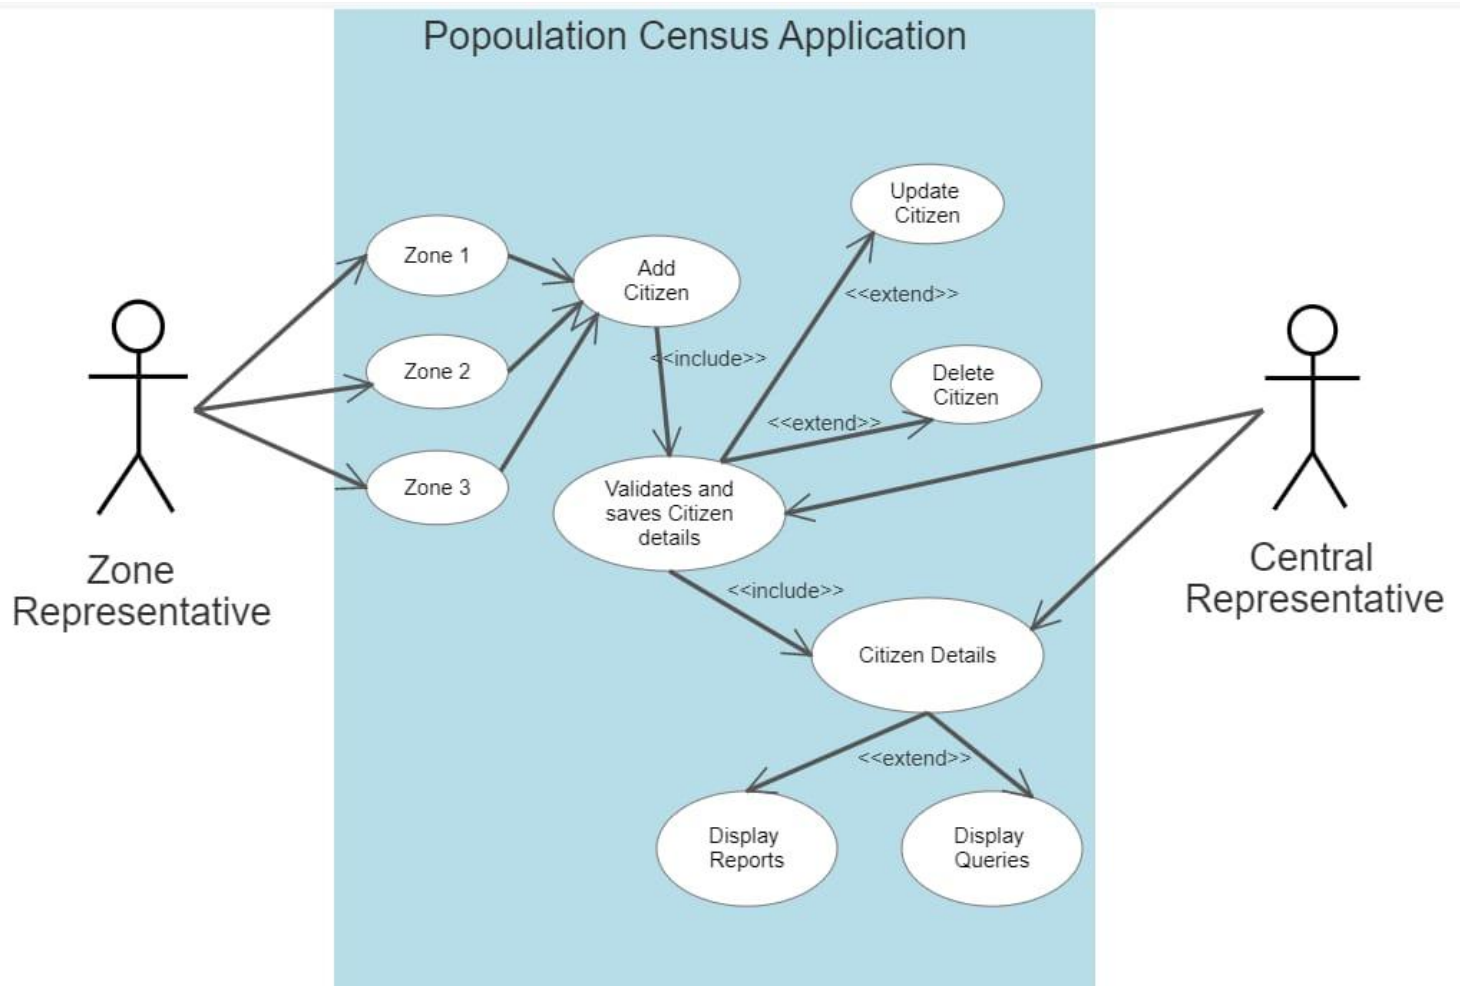 Popoulation Census Application
Update
Citizen
Zone 1
Add
Citizen
<<extend>>
<<include>>
Zone 2
Delete
Citizen
<<extend>>
Zone 3
Validates and
saves Citizen
details
Zone
Representative
Central
Representative
<<include>>
Citizen Details
<<extend>>
Display
Reports
Display
Queries